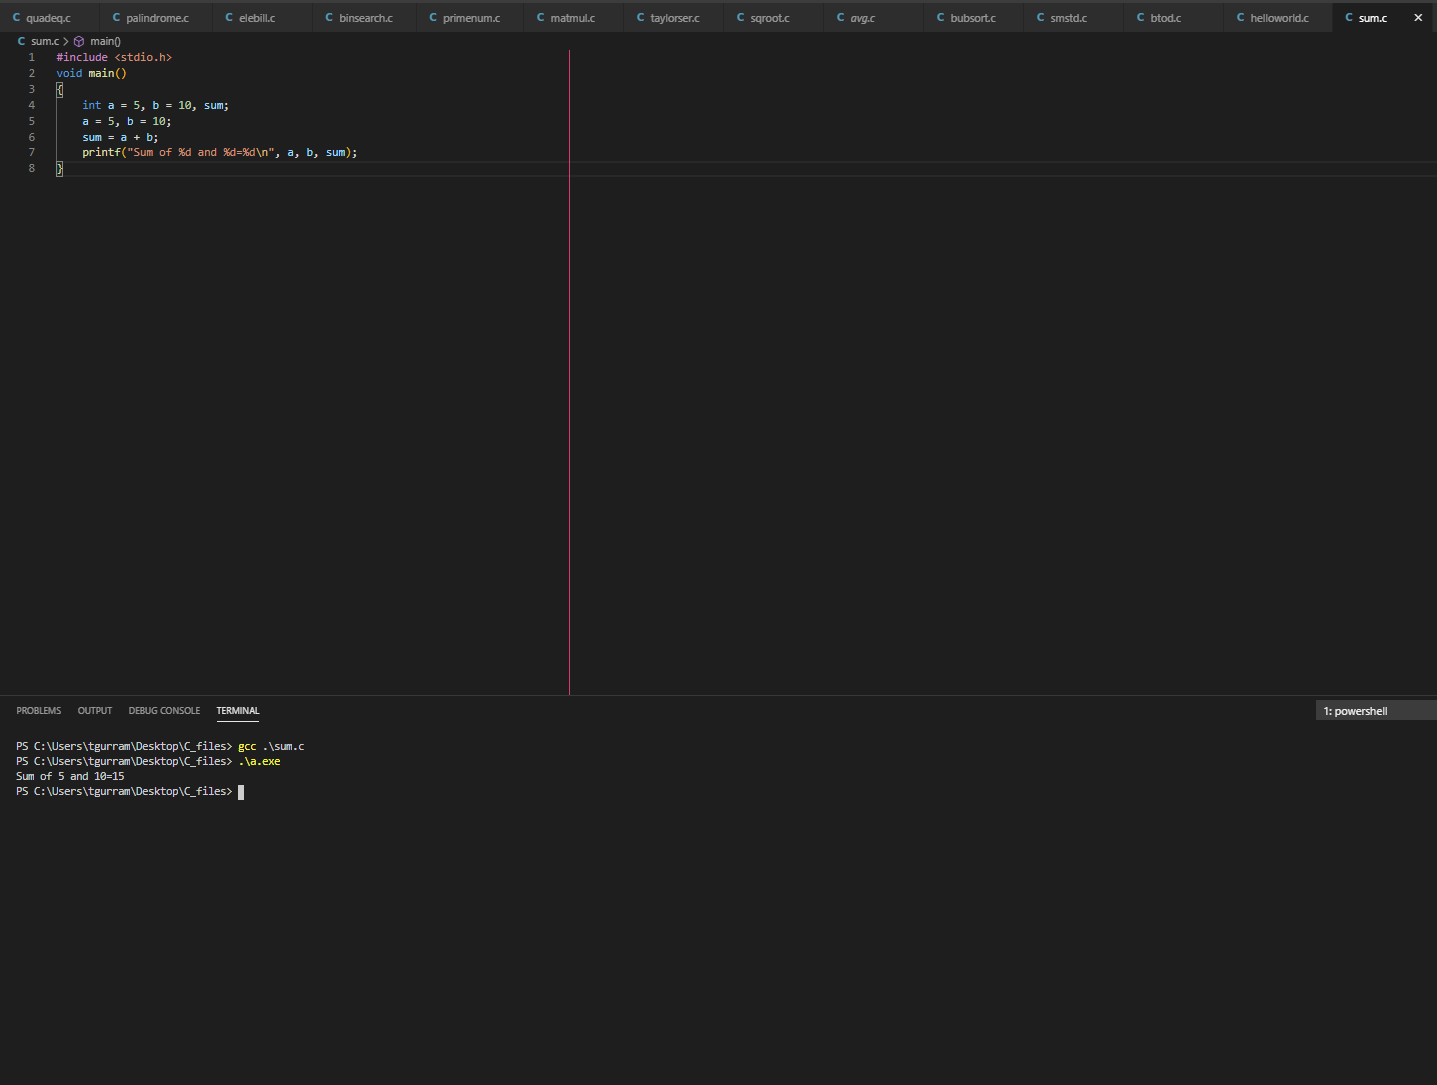 C quadeq.c C palindrome.c C elebill.c C binsearch.c C primenum.c C matmul.c C taylorser.c C sqroot.c C avg.c C bubsort.c C smstd.c C btod.c C helloworld.c C sum.c ×
C sum.c > main()
1 #include <stdio.h>
2 void main()
3 {
4     int a = 5, b = 10, sum;
5     a = 5, b = 10;
6     sum = a + b;
7     printf("Sum of %d and %d=%d\n", a, b, sum);
8 }
PROBLEMS OUTPUT DEBUG CONSOLE TERMINAL 1: powershell
PS C:\Users\tgurram\Desktop\C_files> gcc .\sum.c
PS C:\Users\tgurram\Desktop\C_files> .\a.exe
Sum of 5 and 10=15
PS C:\Users\tgurram\Desktop\C_files>